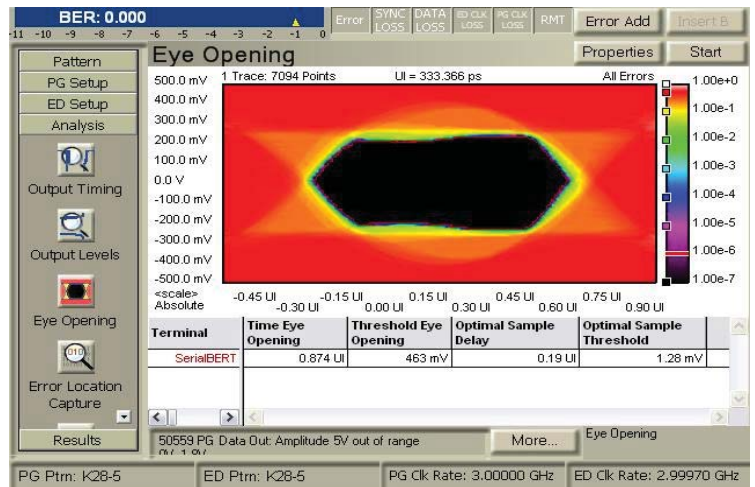 BER: 0.000
-11 -10 -9 -8 -7 -6 -5 -4 -3 -2 -1 0
Error
SYNC LOSS
DATA LOSS
ED CLK LOSS
PG CLK LOSS
RMT
Error Add
Insert B
Eye Opening
Properties
Start
Pattern
PG Setup
ED Setup
Analysis
Output Timing
Output Levels
Eye Opening
010
Error Location
Capture
Results
1 Trace: 7094 Points
UI = 333.366 ps
All Errors
500.0 mV
400.0 mV
300.0 mV
200.0 mV
100.0 mV
0.0 V
-100.0 mV
-200.0 mV
-300.0 mV
-400.0 mV
-500.0 mV
1.00e+0
1.00e-1
1.00e-2
1.00e-3
1.00e-4
1.00e-5
1.00e-6
1.00e-7
<scale>
Absolute
-0.45 UI -0.15 UI 0.15 UI 0.45 UI 0.75 UI
-0.30 UI 0.00 UI 0.30 UI 0.60 UI 0.90 UI
Terminal
Time Eye Opening
Threshold Eye Opening
Optimal Sample Delay
Optimal Sample Threshold
SerialBERT 0.874 UI 463 mV 0.19 UI 1.28 mV
50559 PG Data Out: Amplitude 5V out of range
More...
Eye Opening
PG Ptrn: K28-5
ED Ptrn: K28-5
PG Clk Rate: 3.00000 GHz
ED Clk Rate: 2.99970 GHz